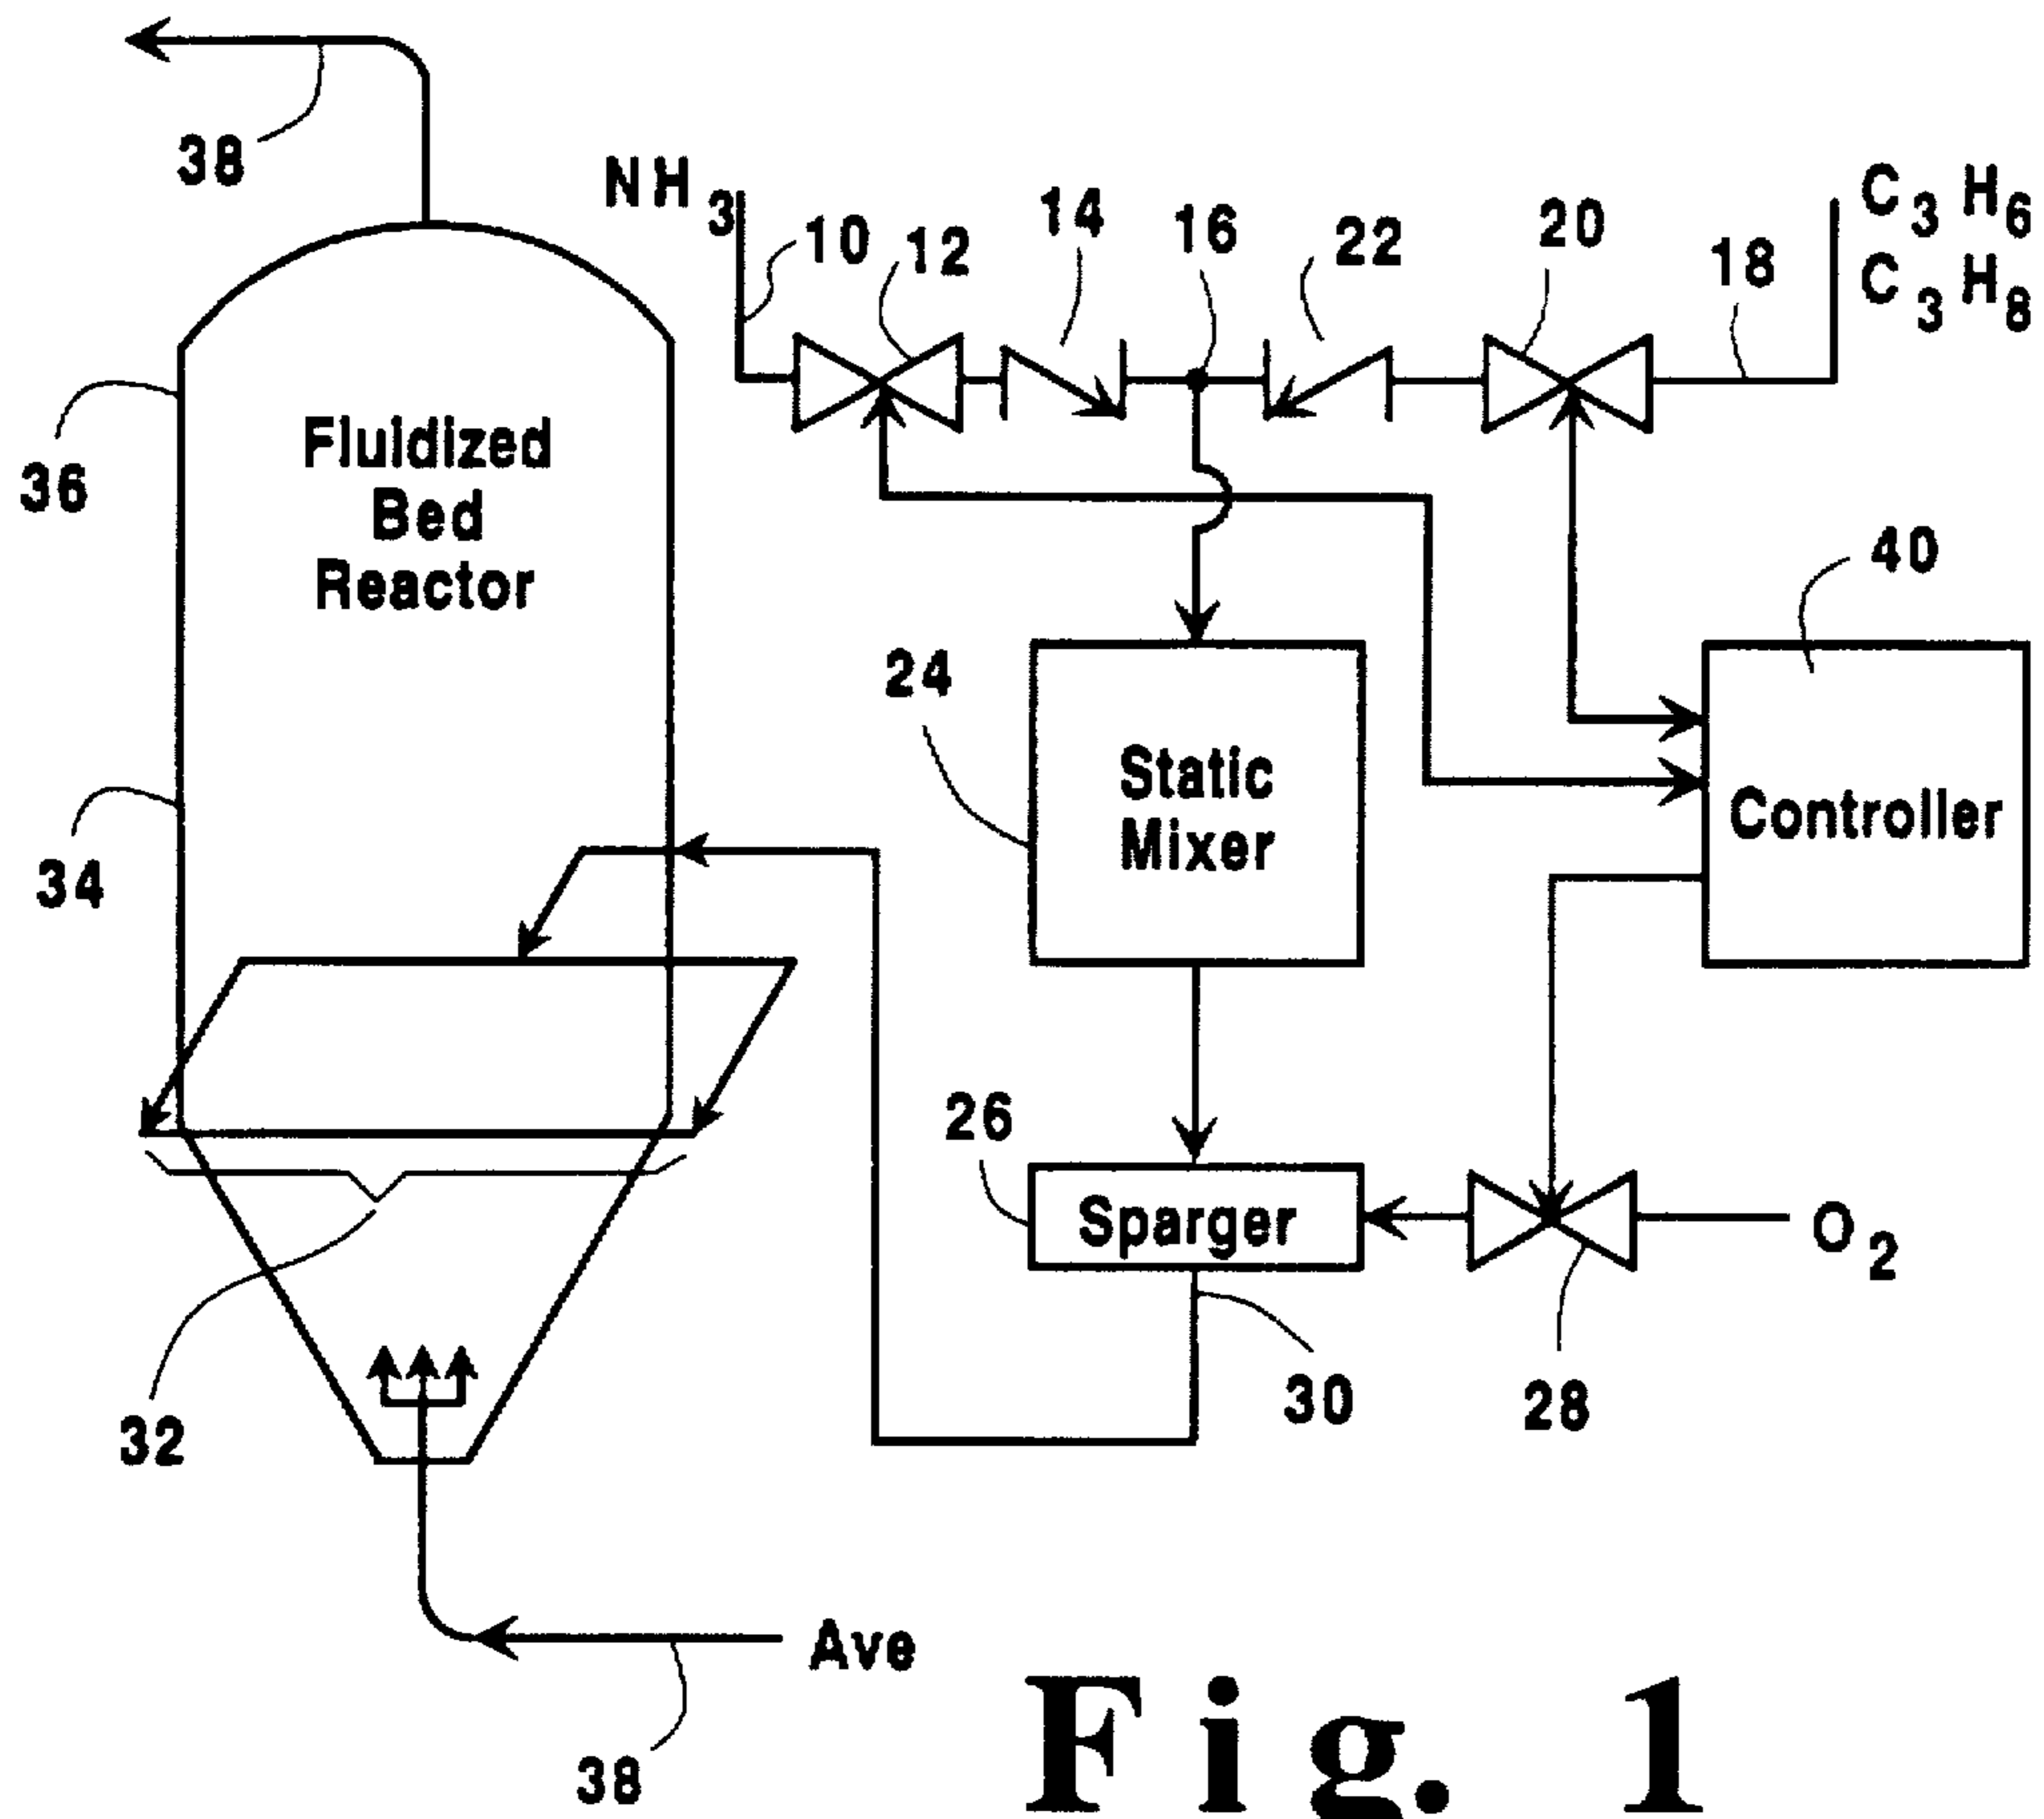 38
NH3
10
12
14
16
22
20
18
C3H6
C3H8
36
Fluidized
Bed
Reactor
40
24
Static
Mixer
Controller
34
26
Sparger
O2
30
28
32
Ave
38
Fig. 1